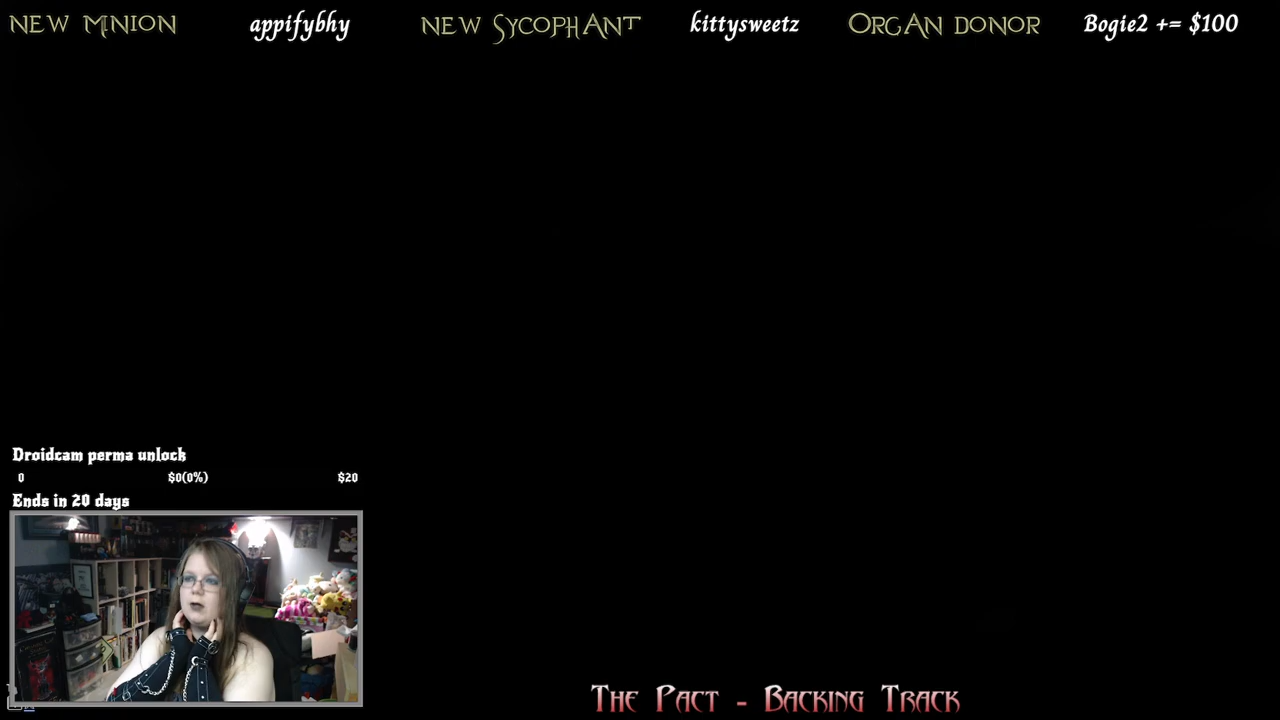 NEW MINION appifybhy NEW SYCOPHANT kittysweetz ORGAN DONOR Bogie2 += $100
Droidcam perma unlock
0 $0(0%) $20
Ends in 20 days
The Pact - Backing Track